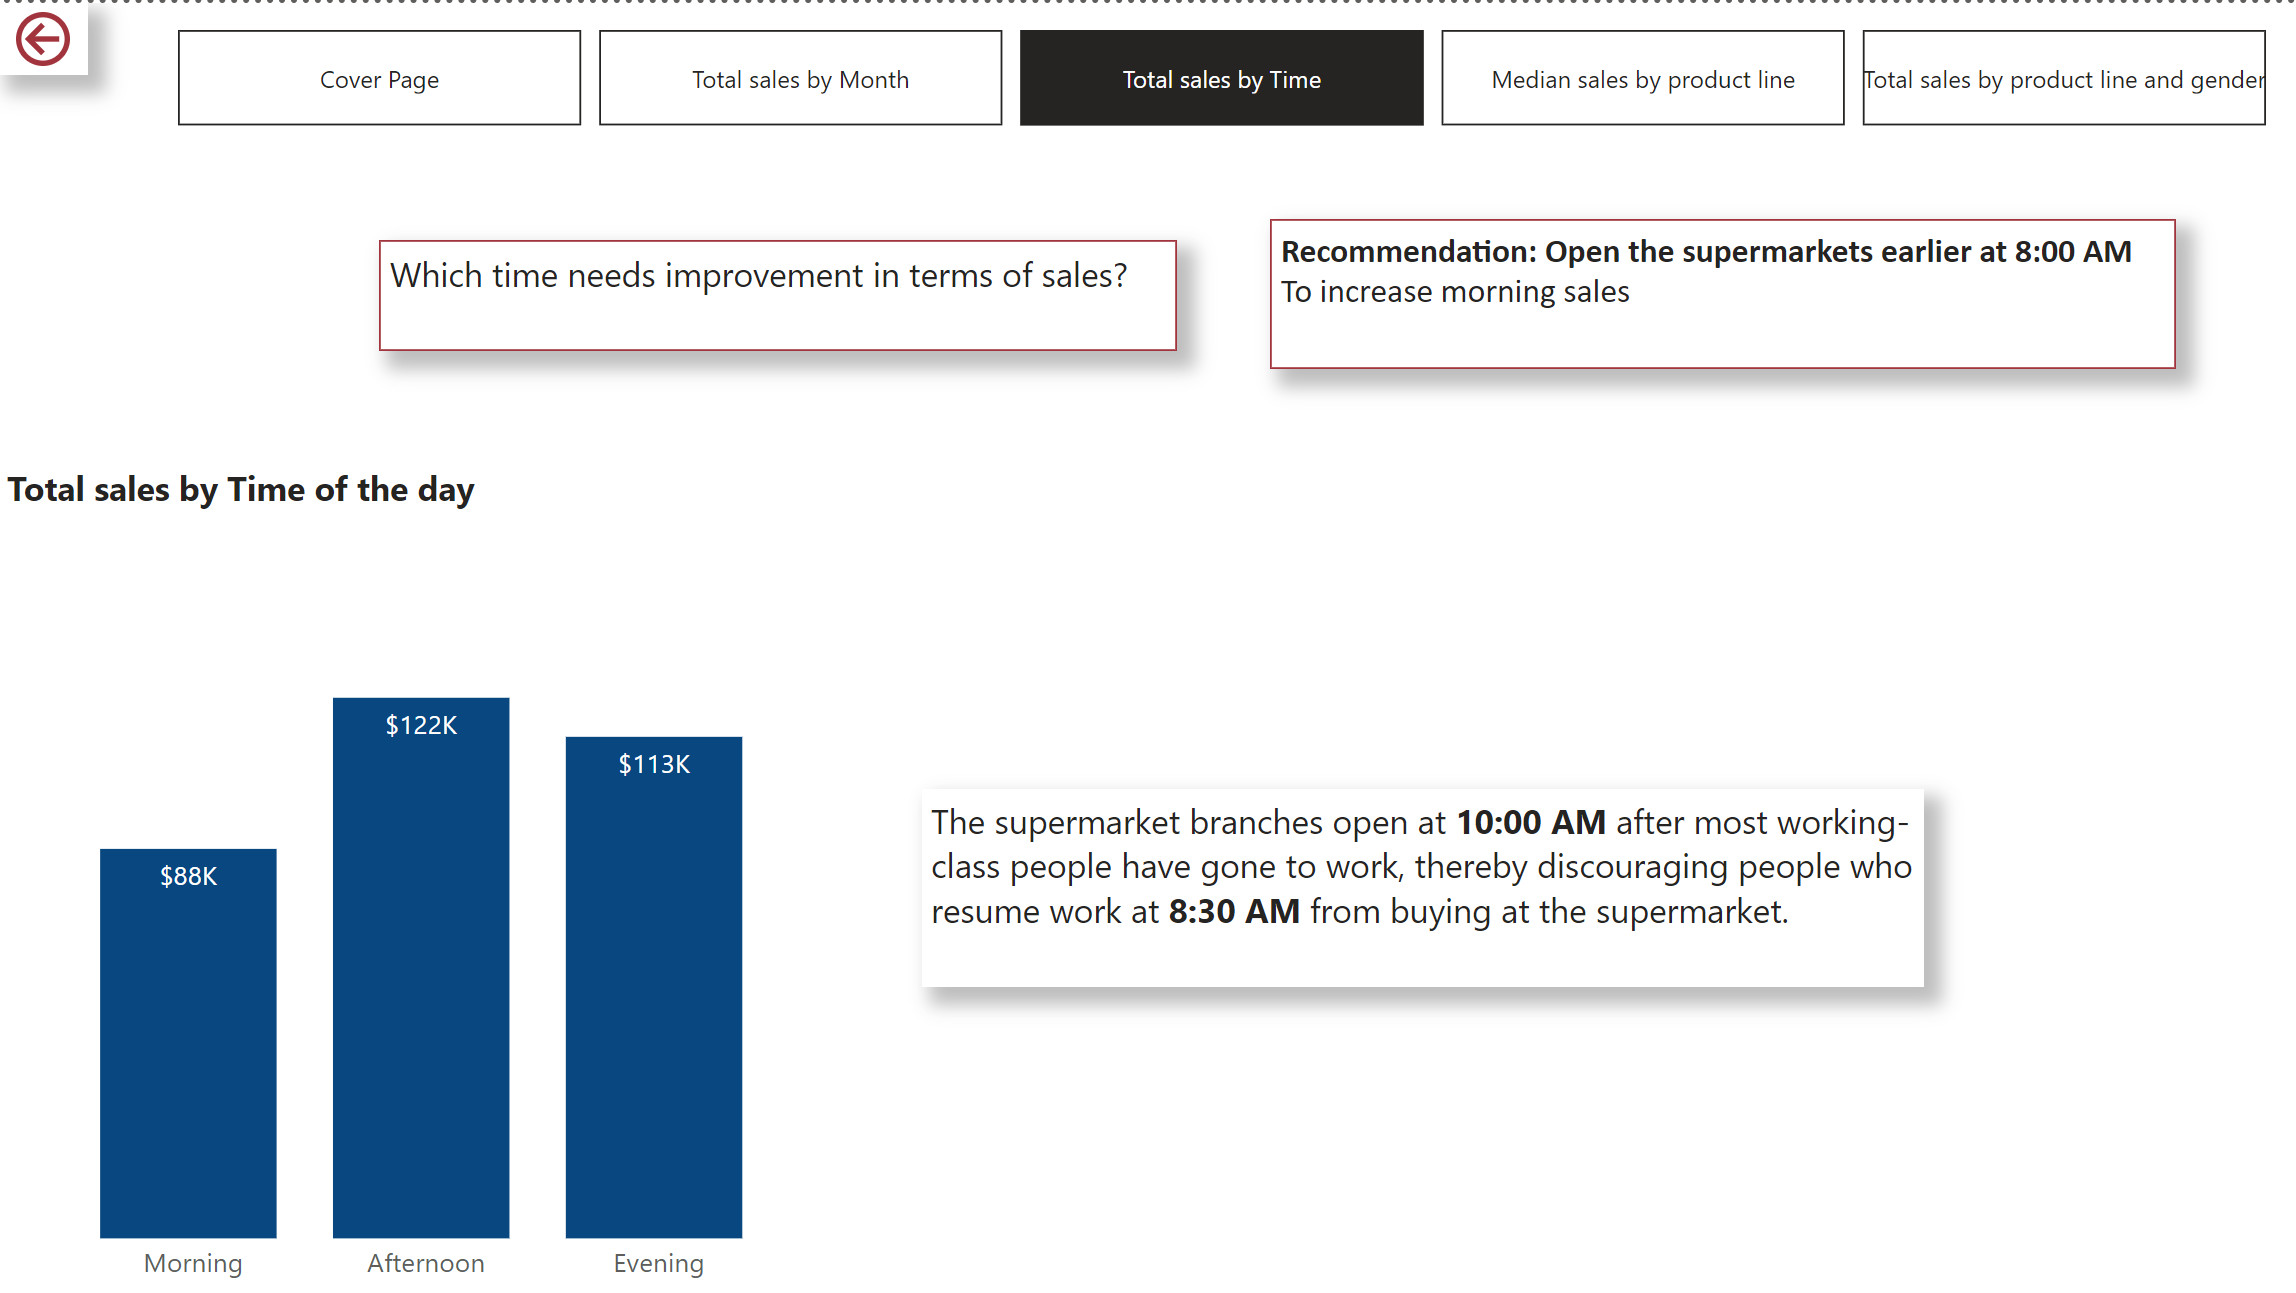 Cover Page
Total sales by Month
Total sales by Time
Median sales by product line
Total sales by product line and gender
Which time needs improvement in terms of sales?
Recommendation: Open the supermarkets earlier at 8:00 AM
To increase morning sales
Total sales by Time of the day
$122K
$113K
$88K
The supermarket branches open at 10:00 AM after most working-
class people have gone to work, thereby discouraging people who
resume work at 8:30 AM from buying at the supermarket.
Morning
Afternoon
Evening